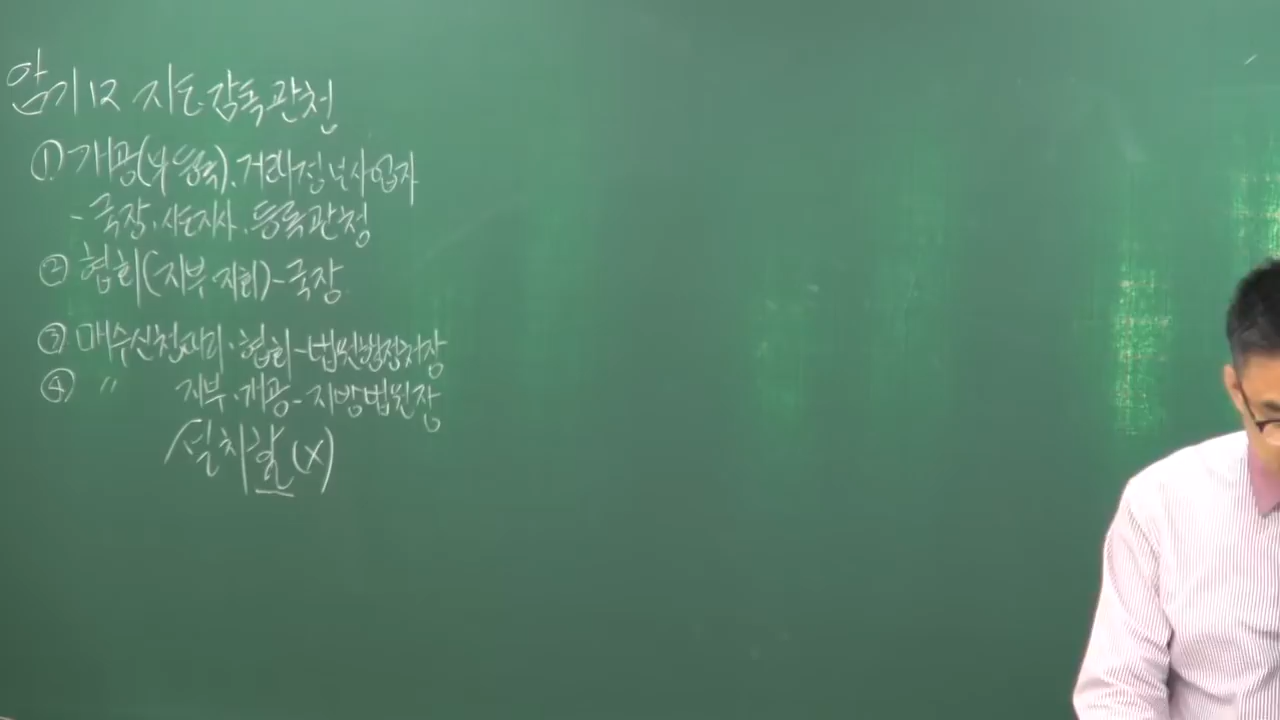 암기12 지도·감독관청
① 개공(무등록)·거래정보사업자
- 국장·시도지사·등록관청
② 협회(지부·지회)-국장
③ 매수신청대리·협회-법원행정처장
④ 〃 지부·개공-지방법원장
설치할(X)